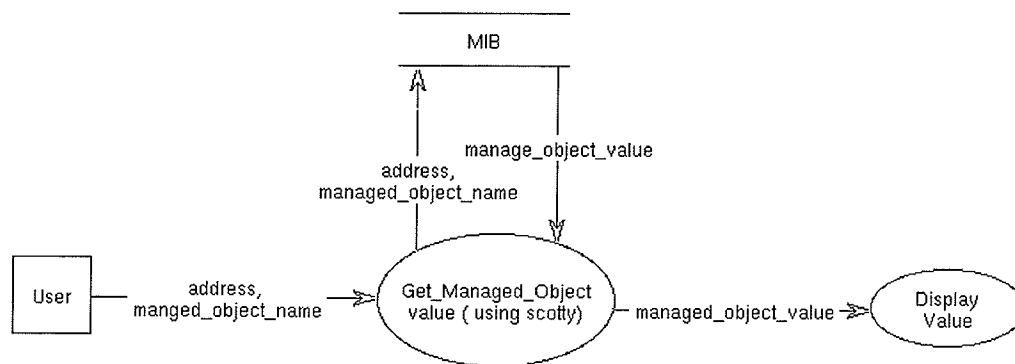 MIB
manage_object_value
address,
managed_object_name
User
address,
manged_object_name
Get_Managed_Object
value ( using scotty)
managed_object_value
Display
Value